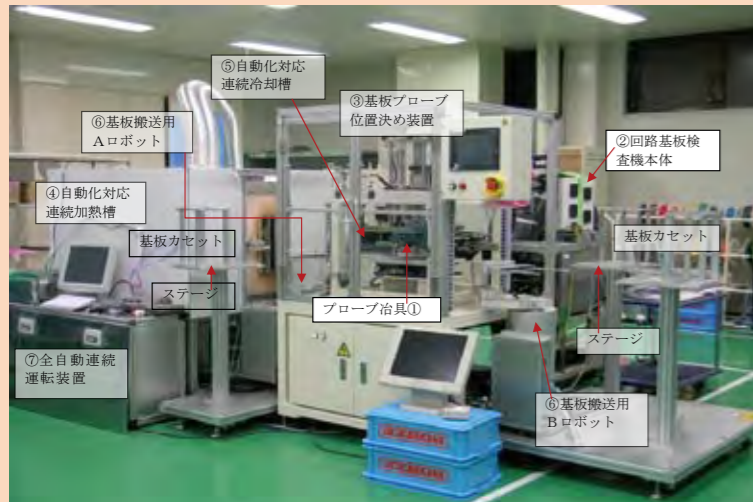 ⑤自動化対応
連続冷却槽
③基板プローブ
位置決め装置
⑥基板搬送用
Aロボット
②回路基板検
査機本体
④自動化対応
連続加熱槽
基板カセット
基板カセット
ステージ
プローブ冶具①
ステージ
⑦全自動連続
運転装置
⑥基板搬送用
Bロボット